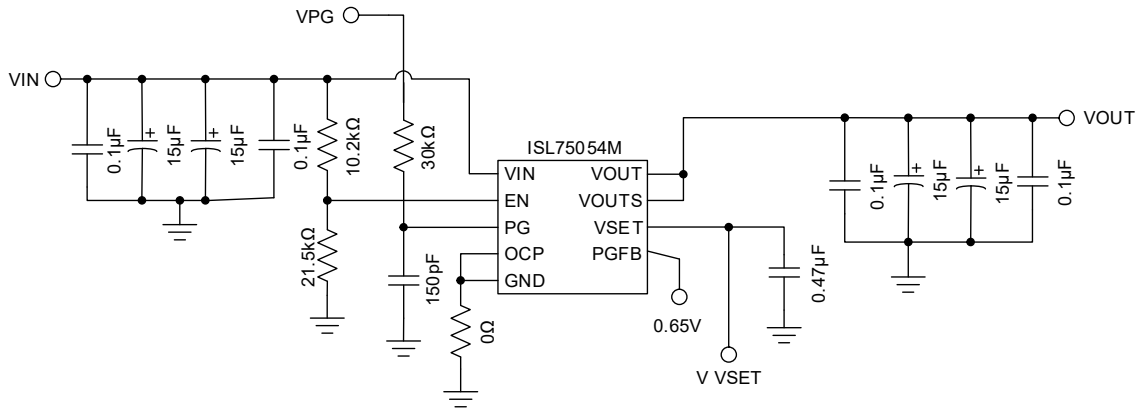 VPG
VIN
0.1µF
15µF
15µF
0.1µF
10.2kΩ
30kΩ
21.5kΩ
150pF
0Ω
ISL75054M
VIN
EN
PG
OCP
GND
VOUT
VOUTS
VSET
PGFB
0.65V
V VSET
0.47µF
0.1µF
15µF
15µF
0.1µF
VOUT
+
+
+
+